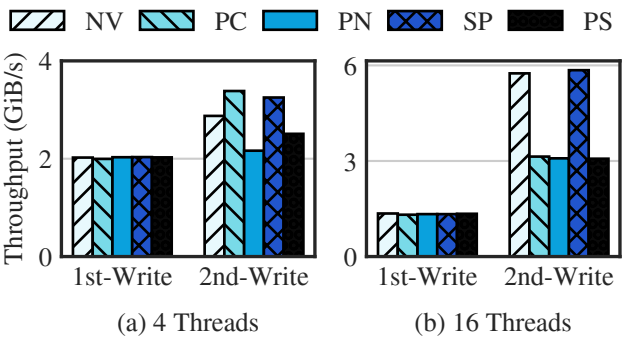 NV PC PN SP PS
Throughput (GiB/s)
4
2
0
1st-Write 2nd-Write
(a) 4 Threads
6
3
0
1st-Write 2nd-Write
(b) 16 Threads